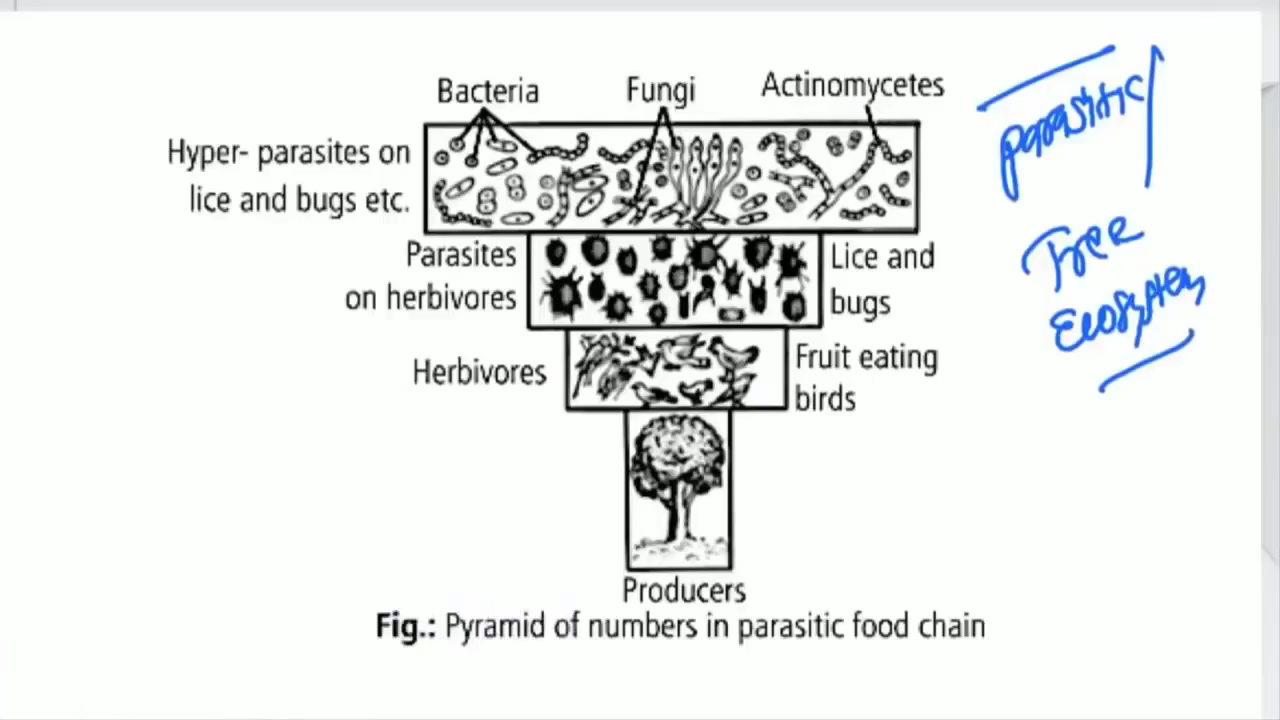 Bacteria
Fungi
Actinomycetes
Hyper- parasites on
lice and bugs etc.
Parasites
on herbivores
Lice and
bugs
Herbivores
Fruit eating
birds
Producers
Fig.: Pyramid of numbers in parasitic food chain
Parasitic
Tree
Ecosystem